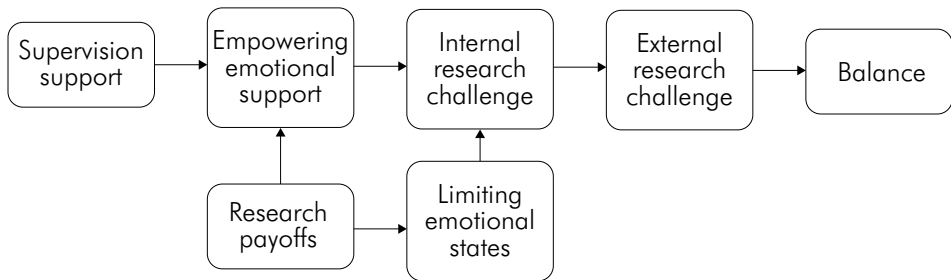 Supervision
support
Empowering
emotional
support
Internal
research
challenge
External
research
challenge
Balance
Research
payoffs
Limiting
emotional
states